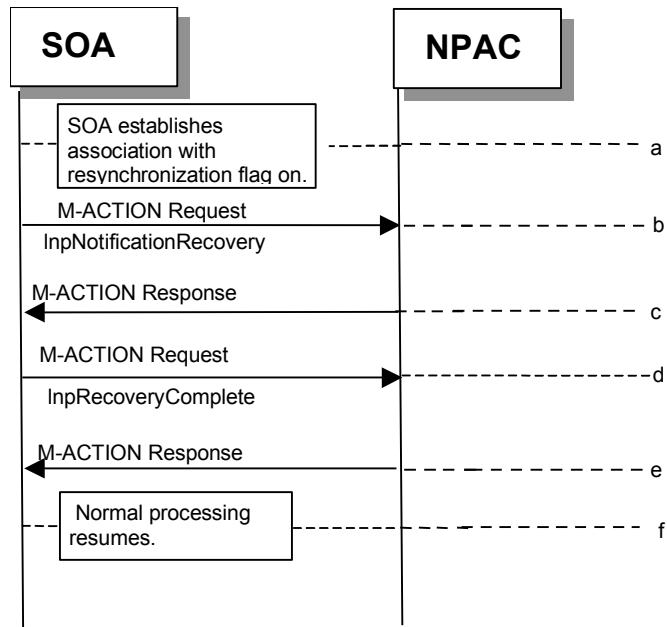 SOA
NPAC
SOA establishes
association with
resynchronization flag on.
a
M-ACTION Request
b
lnpNotificationRecovery
M-ACTION Response
c
M-ACTION Request
d
lnpRecoveryComplete
M-ACTION Response
e
Normal processing
resumes.
f